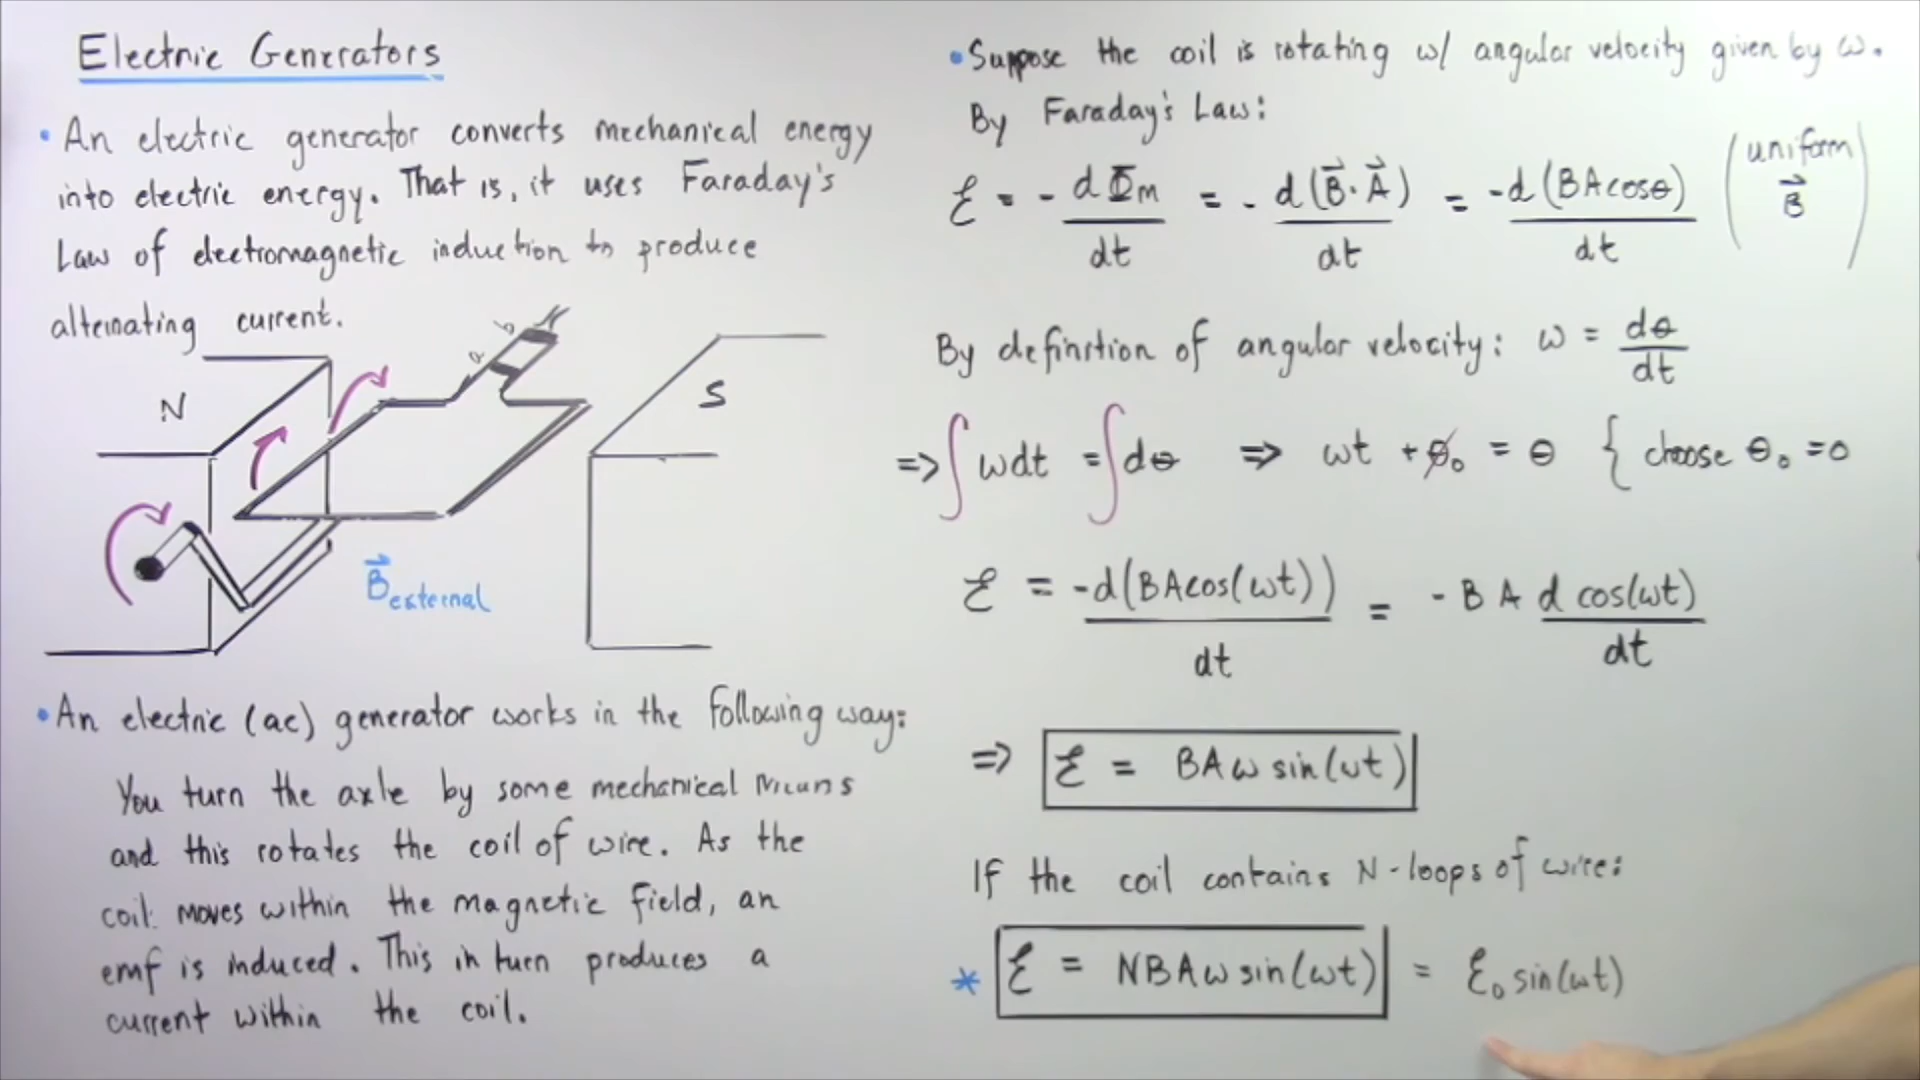 Electric Generators
• An electric generator converts mechanical energy
into electric energy. That is, it uses Faraday's
Law of electromagnetic induction to produce
alternating current.
N
a
b
S
B⃗ external
• An electric (ac) generator works in the following way:
You turn the axle by some mechanical means
and this rotates the coil of wire. As the
coil moves within the magnetic field, an
emf is induced. This in turn produces a
current within the coil.
• Suppose the coil is rotating w/ angular velocity given by ω.
By Faraday's Law:
ℰ = - dΦm/dt = - d(B⃗·A⃗)/dt = -d(BAcosθ)/dt (uniform B⃗)
By definition of angular velocity: ω = dθ/dt
=> ∫ωdt = ∫dθ => ωt + θ₀ = θ { choose θ₀ = 0
ℰ = -d(BAcos(ωt))/dt = - B A d cos(ωt)/dt
=> ℰ = BAω sin(ωt)
If the coil contains N-loops of wire:
* ℰ = NBAω sin(ωt) = ℰ₀ sin(ωt)